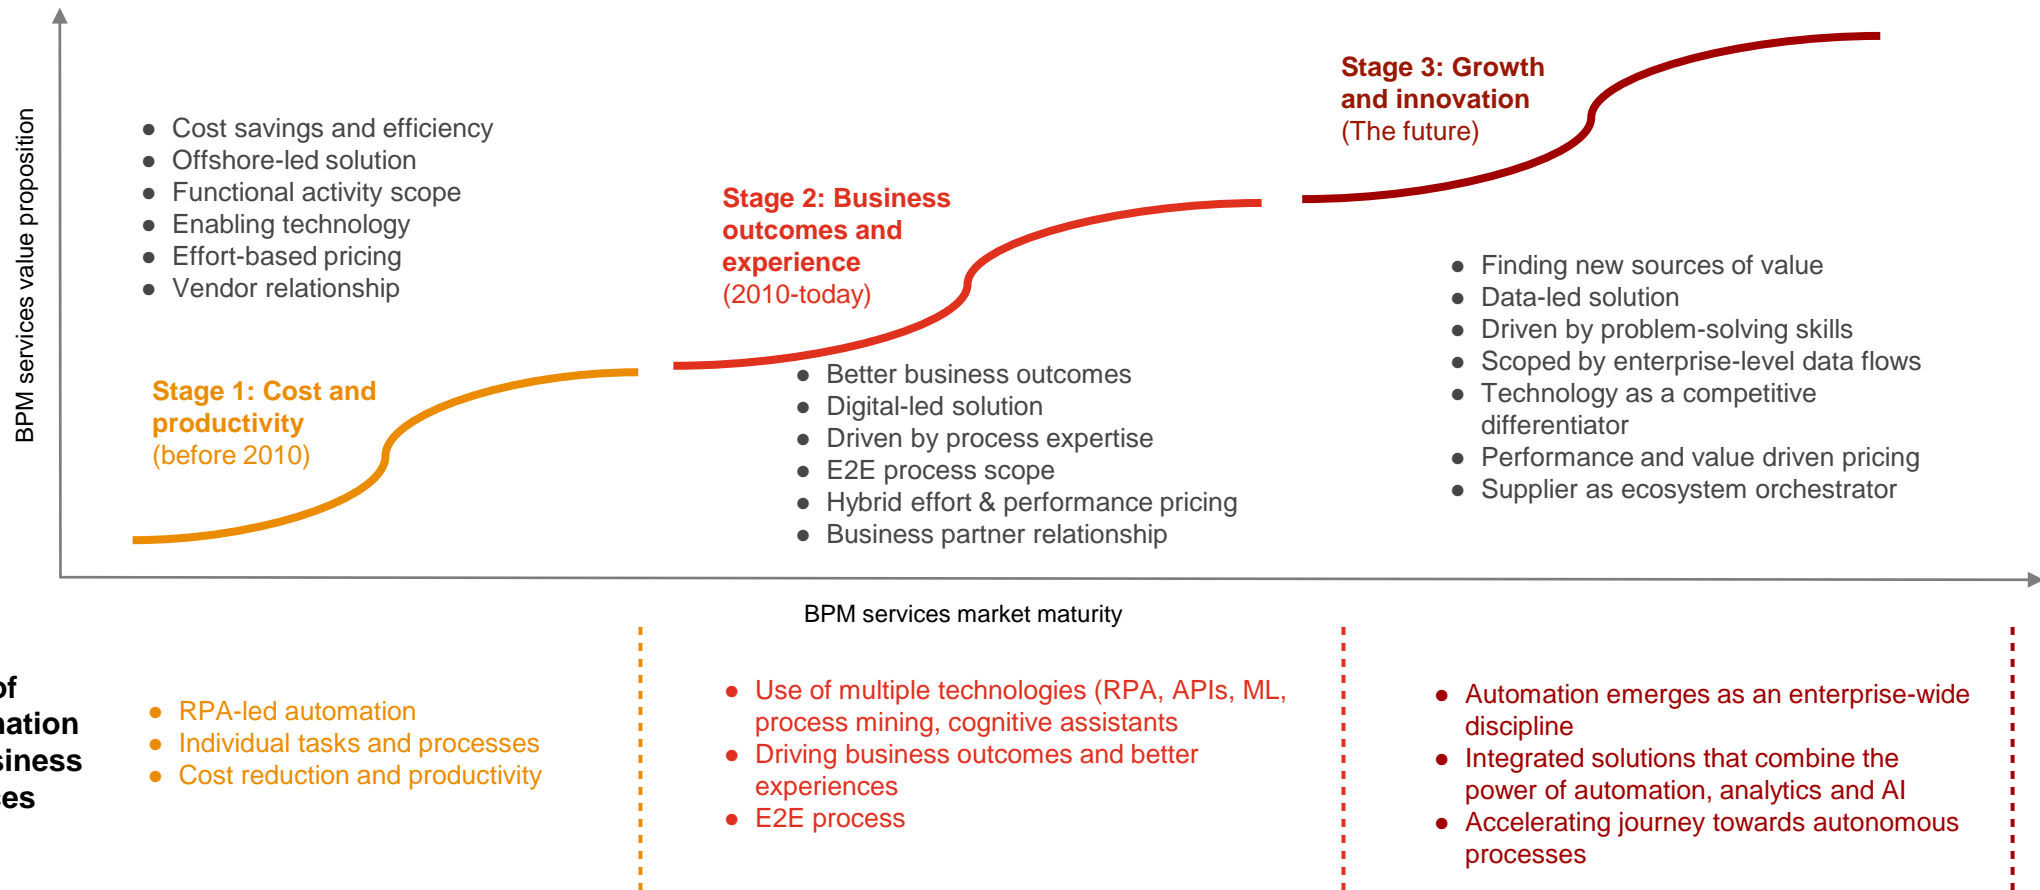 BPM services value proposition
● Cost savings and efficiency
● Offshore-led solution
● Functional activity scope
● Enabling technology
● Effort-based pricing
● Vendor relationship
Stage 1: Cost and
productivity
(before 2010)
Stage 2: Business
outcomes and
experience
(2010-today)
● Better business outcomes
● Digital-led solution
● Driven by process expertise
● E2E process scope
● Hybrid effort & performance pricing
● Business partner relationship
Stage 3: Growth
and innovation
(The future)
● Finding new sources of value
● Data-led solution
● Driven by problem-solving skills
● Scoped by enterprise-level data flows
● Technology as a competitive
differentiator
● Performance and value driven pricing
● Supplier as ecosystem orchestrator
BPM services market maturity
of
● RPA-led automation
● Individual tasks and processes
● Cost reduction and productivity
● Use of multiple technologies (RPA, APIs, ML,
process mining, cognitive assistants
● Driving business outcomes and better
experiences
● E2E process
● Automation emerges as an enterprise-wide
discipline
● Integrated solutions that combine the
power of automation, analytics and AI
● Accelerating journey towards autonomous
processes